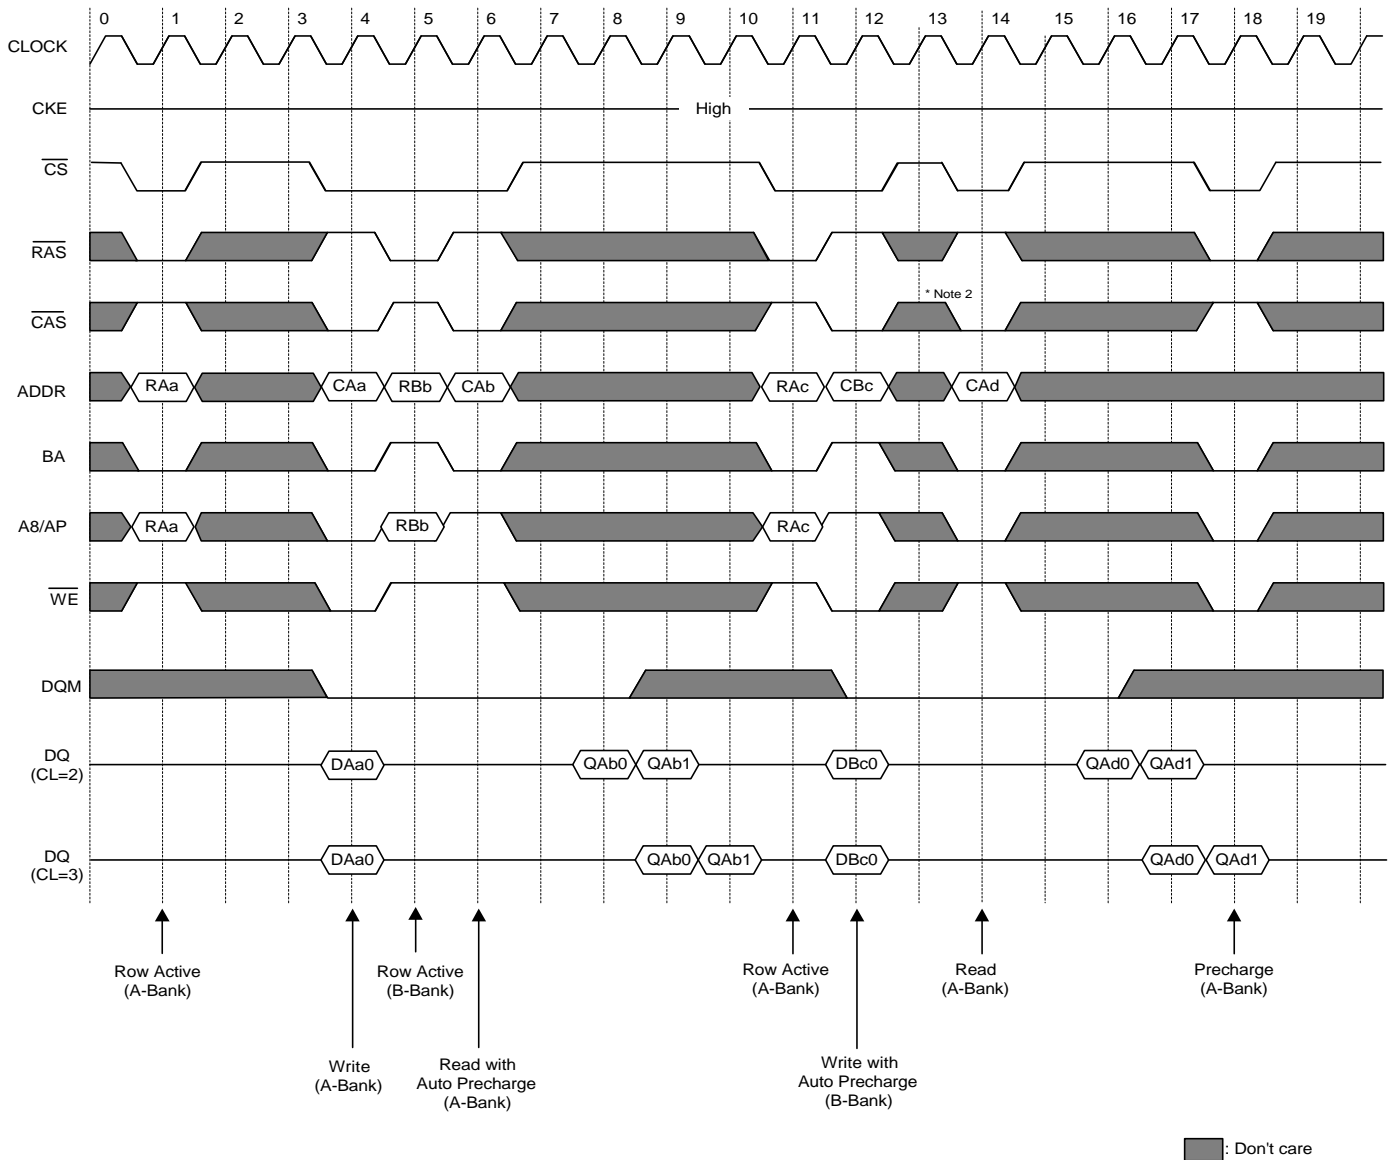 0 1 2 3 4 5 6 7 8 9 10 11 12 13 14 15 16 17 18 19
CLOCK
CKE High
CS
RAS
* Note 2
CAS
ADDR RAa CAa RBb CAb RAc CBc CAd
BA
A8/AP RAa RBb RAc
WE
DQM
DQ
(CL=2) DAa0 QAb0 QAb1 DBc0 QAd0 QAd1
DQ
(CL=3) DAa0 QAb0 QAb1 DBc0 QAd0 QAd1
Row Active
(A-Bank)
Row Active
(B-Bank)
Row Active
(A-Bank)
Read
(A-Bank)
Precharge
(A-Bank)
Write
(A-Bank)
Read with
Auto Precharge
(A-Bank)
Write with
Auto Precharge
(B-Bank)
: Don't care